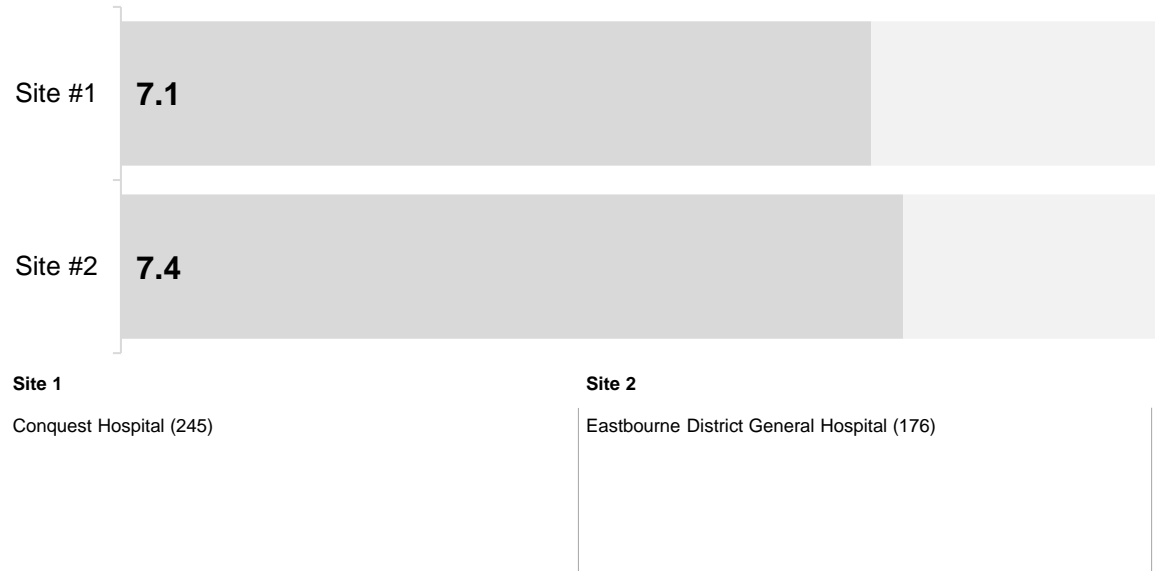 Site #1
7.1
Site #2
7.4
Site 1
Site 2
Conquest Hospital (245)
Eastbourne District General Hospital (176)